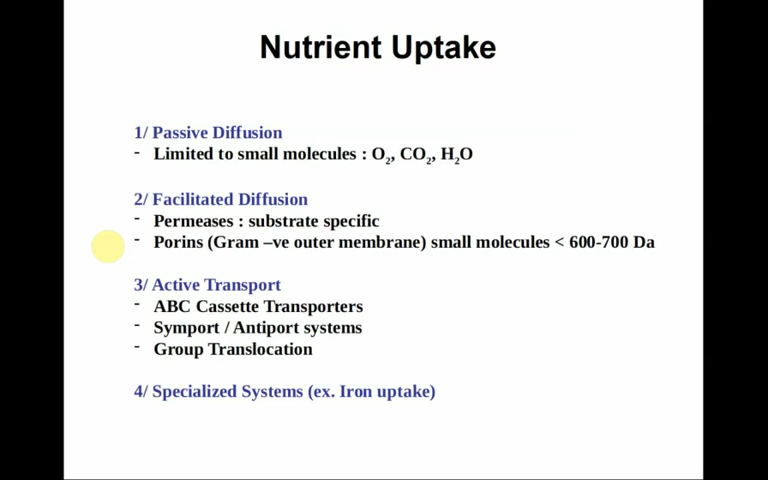 Nutrient Uptake
1/ Passive Diffusion
- Limited to small molecules : O₂, CO₂, H₂O
2/ Facilitated Diffusion
- Permeases : substrate specific
- Porins (Gram –ve outer membrane) small molecules < 600-700 Da
3/ Active Transport
- ABC Cassette Transporters
- Symport / Antiport systems
- Group Translocation
4/ Specialized Systems (ex. Iron uptake)